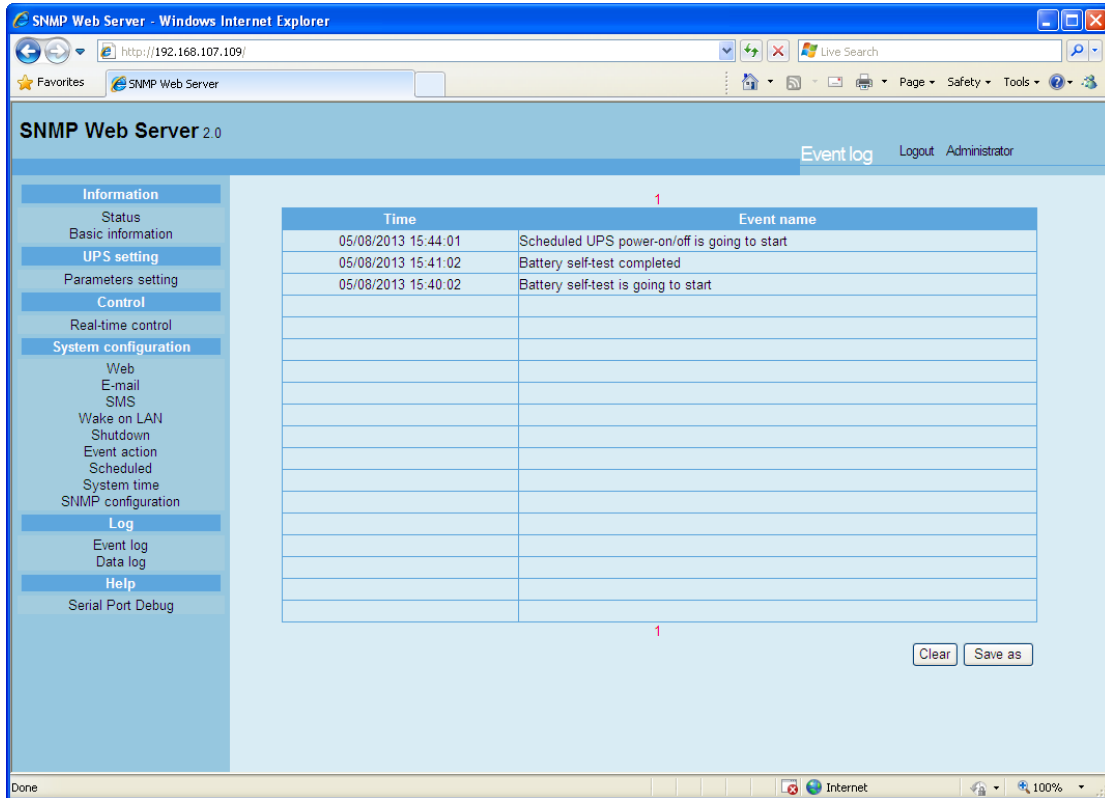 SNMP Web Server - Windows Internet Explorer
http://192.168.107.109/
Live Search
Favorites
SNMP Web Server
Page
Safety
Tools
SNMP Web Server 2.0
Event log
Logout
Administrator
Information
Status
Basic information
UPS setting
Parameters setting
Control
Real-time control
System configuration
Web
E-mail
SMS
Wake on LAN
Shutdown
Event action
Scheduled
System time
SNMP configuration
Log
Event log
Data log
Help
Serial Port Debug
1
Time Event name
05/08/2013 15:44:01 Scheduled UPS power-on/off is going to start
05/08/2013 15:41:02 Battery self-test completed
05/08/2013 15:40:02 Battery self-test is going to start
1
Clear
Save as
Done
Internet
100%